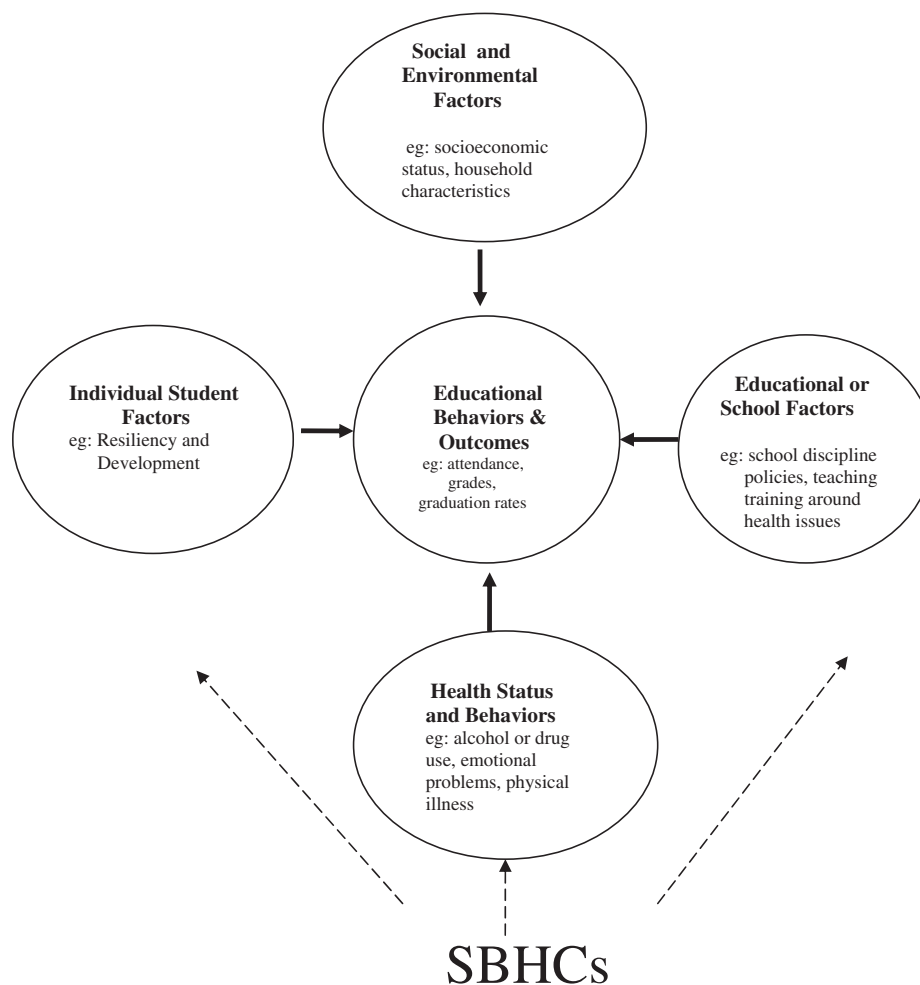 Social and
Environmental
Factors
eg: socioeconomic
status, household
characteristics
Individual Student
Factors
eg: Resiliency and
Development
Educational
Behaviors &
Outcomes
eg: attendance,
grades,
graduation rates
Educational or
School Factors
eg: school discipline
policies, teaching
training around
health issues
Health Status
and Behaviors
eg: alcohol or drug
use, emotional
problems, physical
illness
SBHCs